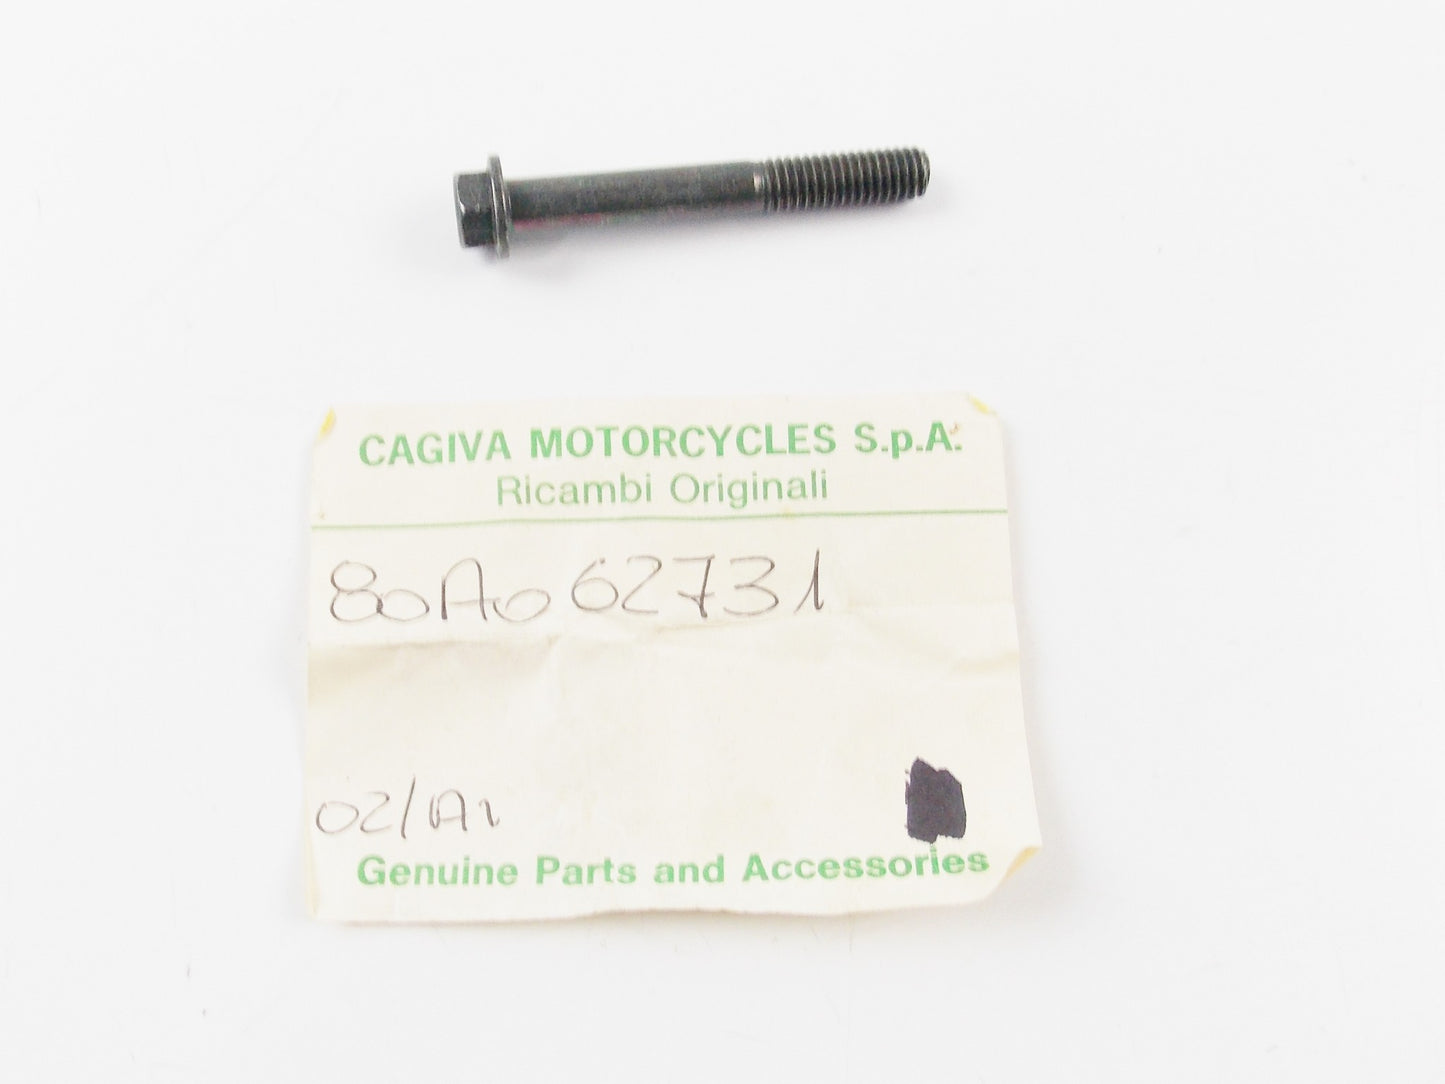 CAGIVA MOTORCYCLES S.p.A.
Ricambi Originali
80A062731
02/A1
Genuine Parts and Accessories